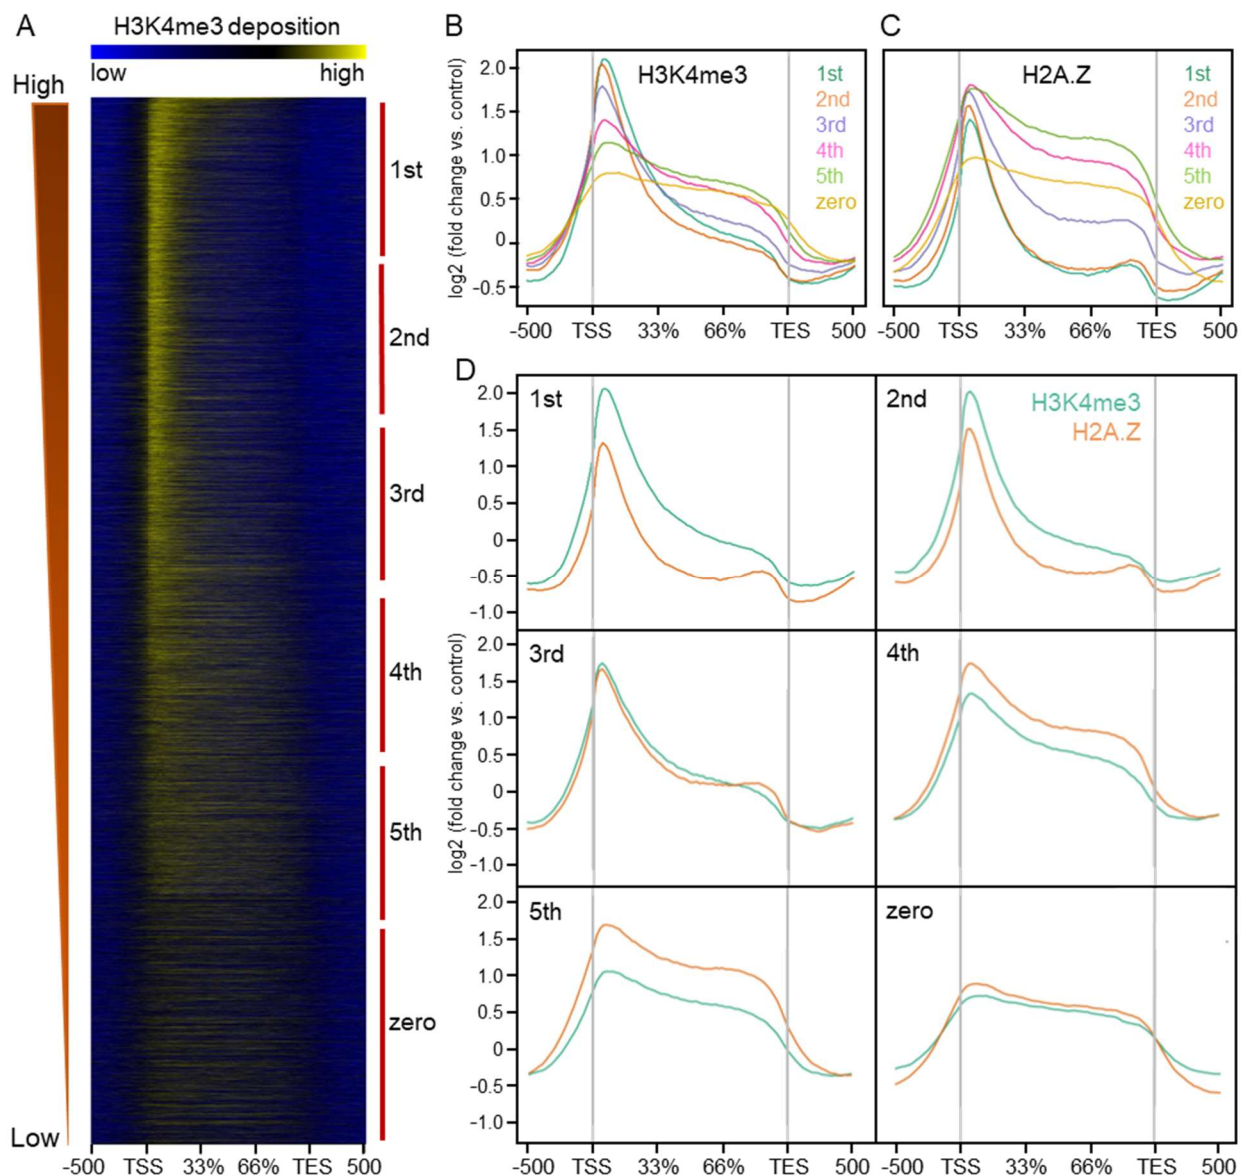 A
H3K4me3 deposition
low high
High
1st
2nd
3rd
4th
5th
zero
Low
-500 TSS 33% 66% TES 500
B
log2 (fold change vs. control)
2.0
1.5
1.0
0.5
0
-0.5
H3K4me3
1st
2nd
3rd
4th
5th
zero
-500 TSS 33% 66% TES 500
C
H2A.Z
1st
2nd
3rd
4th
5th
zero
-500 TSS 33% 66% TES 500
D
log2 (fold change vs. control)
2.0
1.5
1.0
0.5
0
-0.5
-1.0
1st
2nd
H3K4me3
H2A.Z
2.0
1.5
1.0
0.5
0
-0.5
-1.0
3rd
4th
2.0
1.5
1.0
0.5
0
-0.5
-1.0
5th
zero
-500 TSS 33% 66% TES 500
-500 TSS 33% 66% TES 500